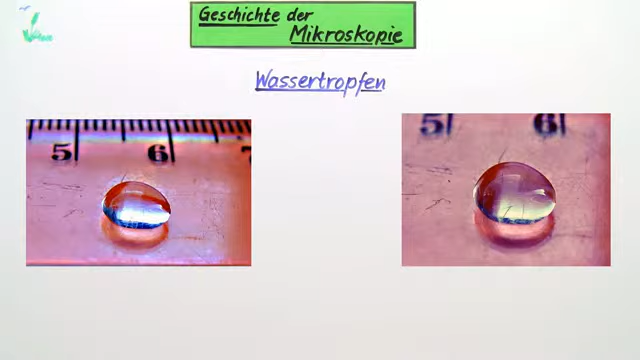 Geschichte der
Mikroskopie
Wassertropfen
5 6 7
5 6